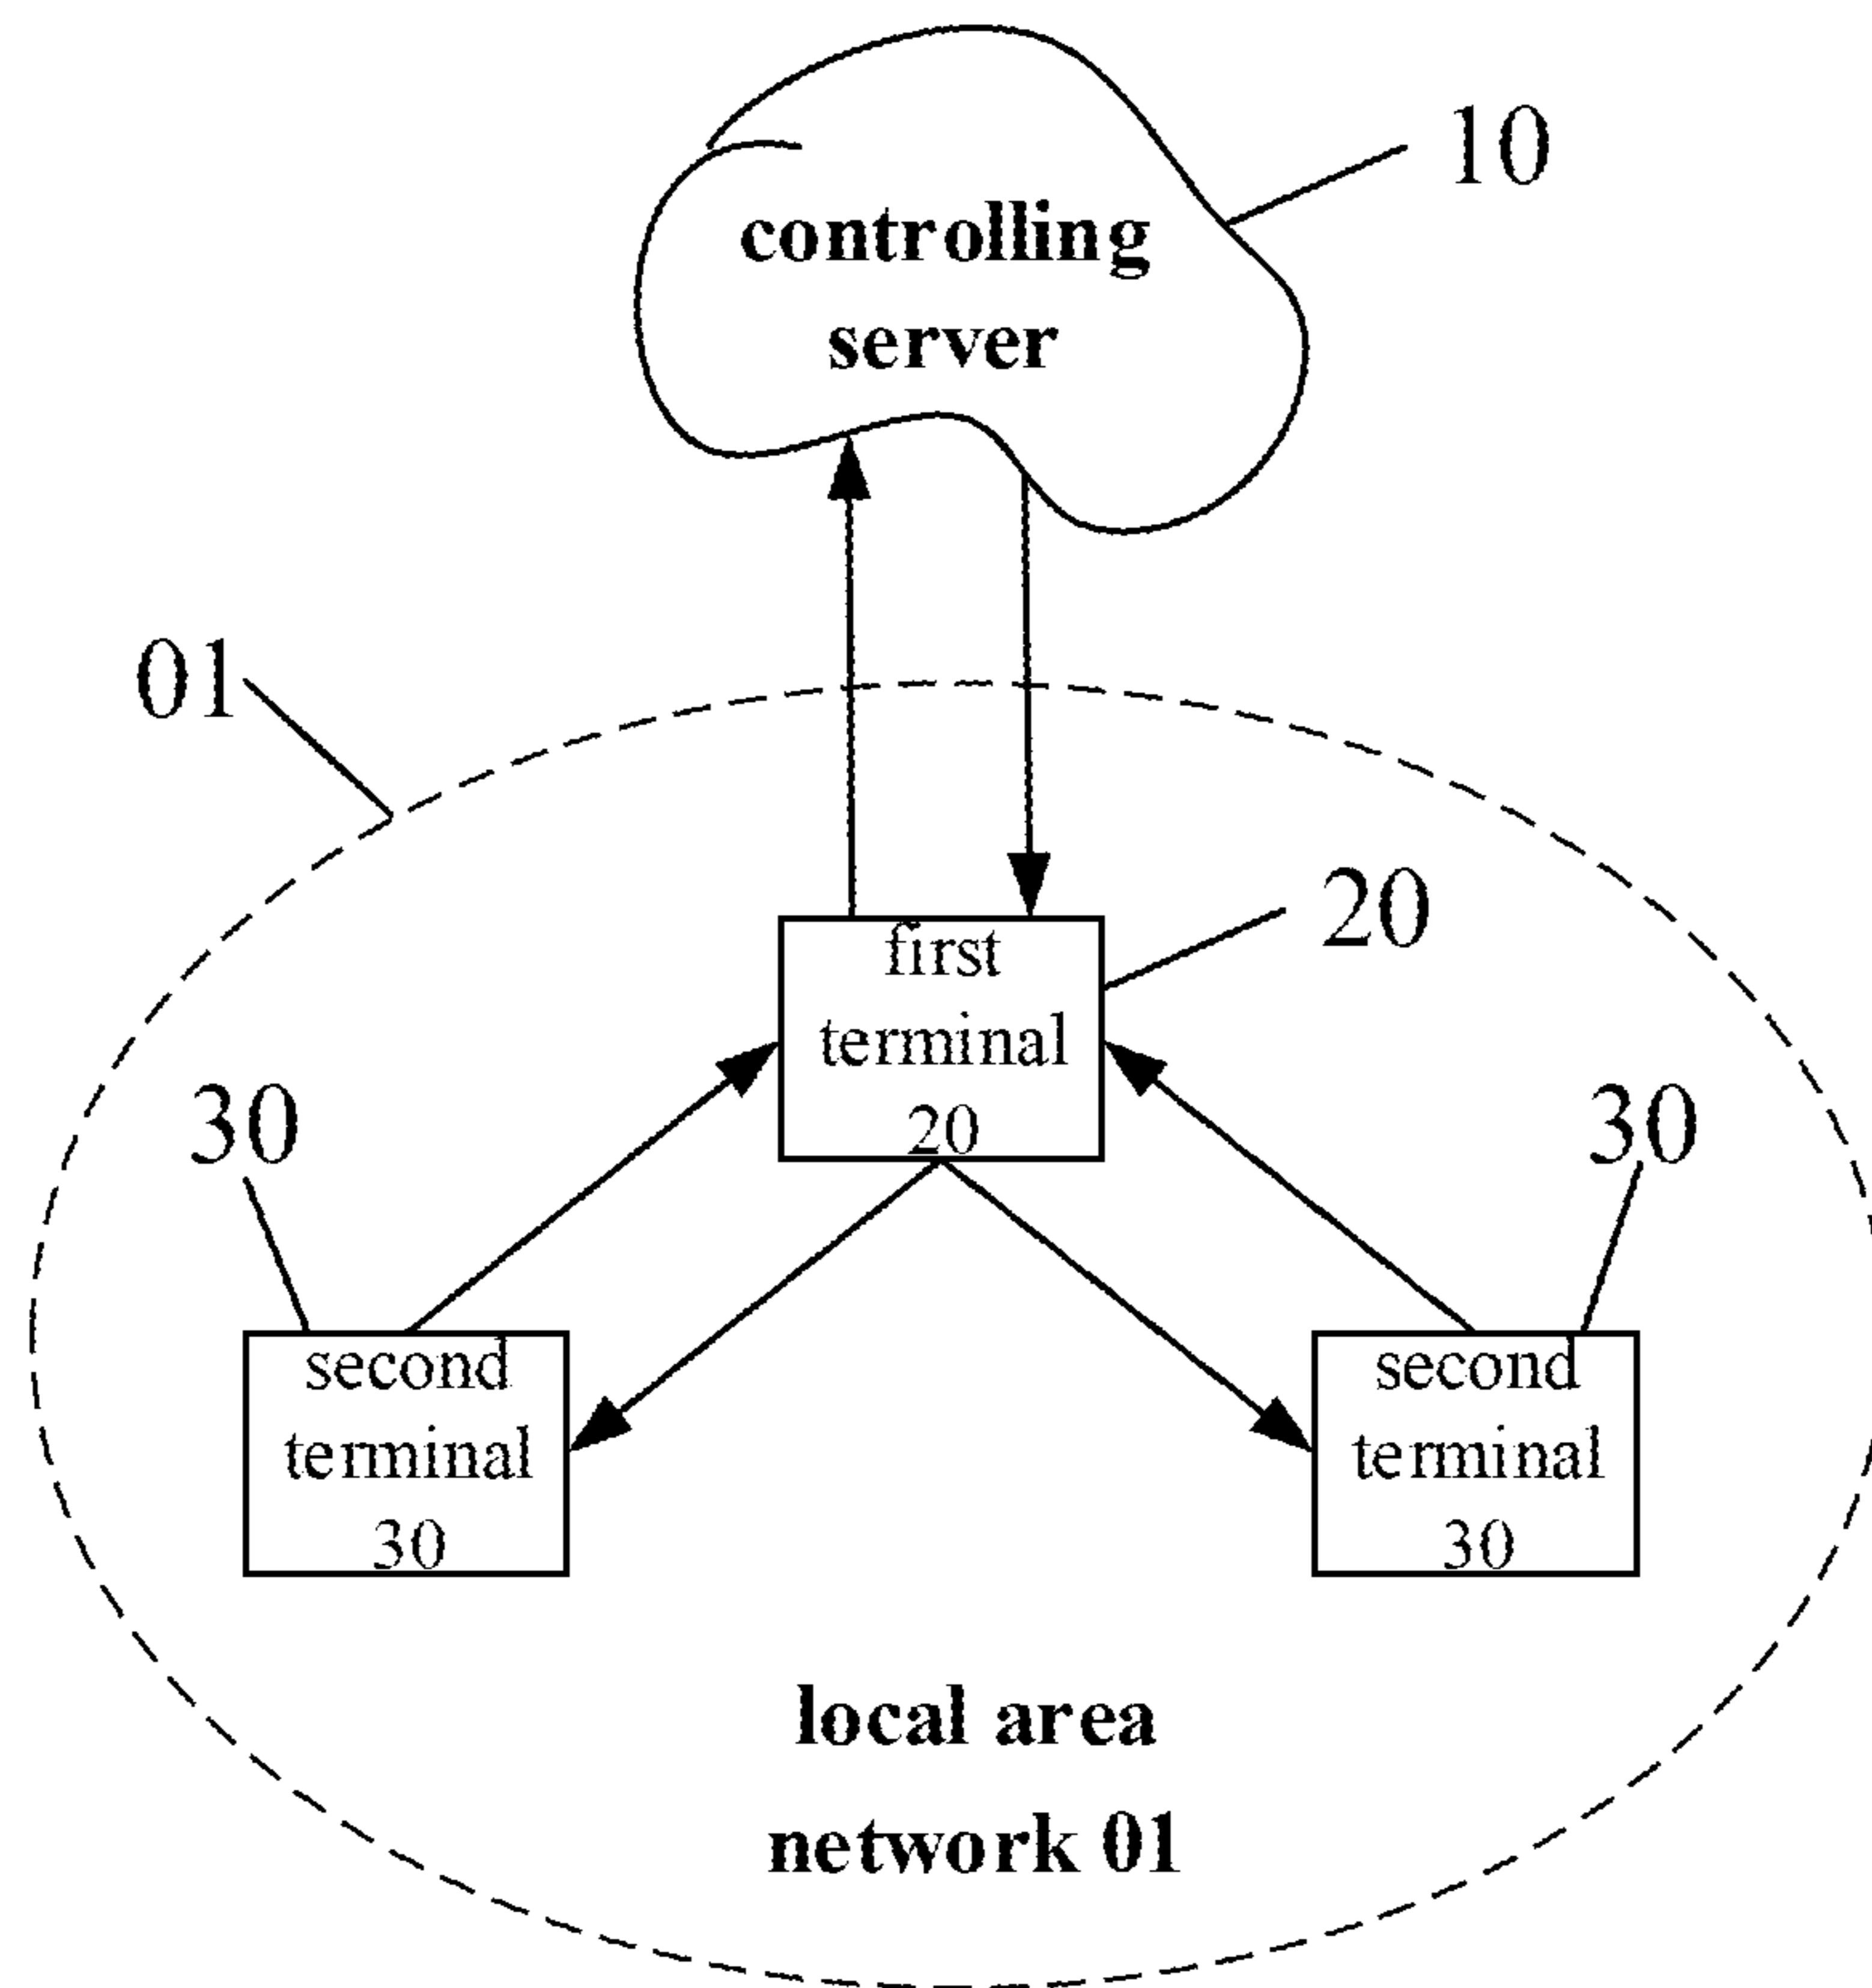 10
controlling
server
01
20
first
terminal
20
30
30
second
terminal
30
second
terminal
30
local area
network 01